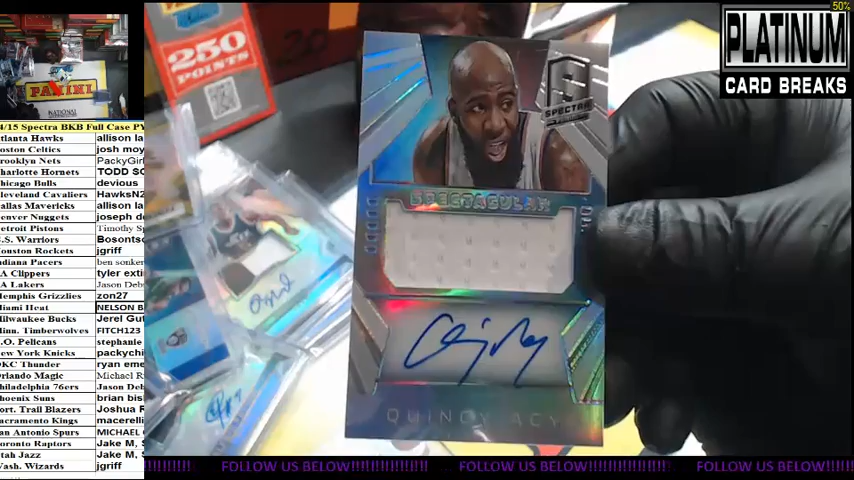 50%
PLATINUM
CARD BREAKS
250
POINTS
PANINI
NATIONAL
4/15 Spectra BKB Full Case PY
tlanta Hawks allison la
oston Celtics josh moy
rooklyn Nets PackyGirl
harlotte Hornets TODD SC
hicago Bulls devious
leveland Cavaliers HawksN2
allas Mavericks allison la
enver Nuggets joseph d
etroit Pistons Timothy S
.S. Warriors Bosontsc
ouston Rockets jgriff
ndiana Pacers ben sonker
A Clippers tyler exti
A Lakers Jason Deb
emphis Grizzlies zon27
iami Heat NELSON B
ilwaukee Bucks Jerel Gut
inn. Timberwolves FITCH123
.O. Pelicans stephanie
ew York Knicks packychi
KC Thunder ryan eme
rlando Magic Michael R
hiladelphia 76ers Jason Deb
hoenix Suns brian bis
ort. Trail Blazers Joshua R
acramento Kings macerelli
an Antonio Spurs MICHAEL
oronto Raptors Jake M, S
tah Jazz Jake M, S
ash. Wizards jgriff
SPECTRA
PANINI
SPECTACULAR
QUINCY ACY
!!!!!!!!!! FOLLOW US BELOW!!!!!!!!!!!!!!!!! FOLLOW US BELOW!!!!!!!!!!!!!!!!! FOLLOW US BELOW!!!!!